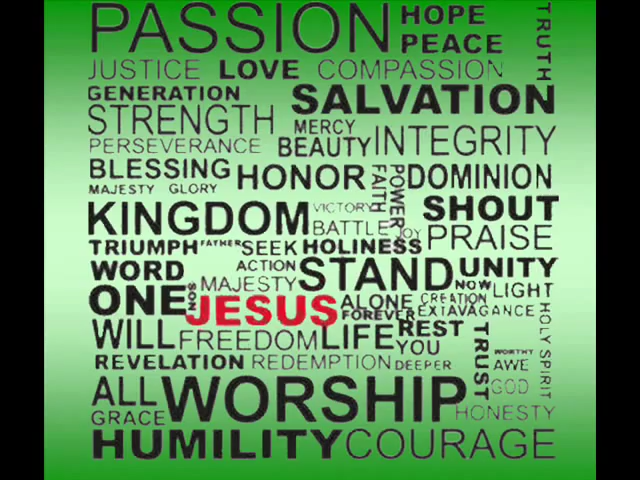 PASSION HOPE TRUTH
PEACE
JUSTICE LOVE COMPASSION
GENERATION SALVATION
STRENGTH MERCY INTEGRITY
PERSEVERANCE BEAUTY
BLESSING HONOR FAITH POWER DOMINION
MAJESTY GLORY
KINGDOM VICTORY SHOUT
BATTLE JOY PRAISE
TRIUMPH FATHER SEEK HOLINESS
WORD ACTION STAND UNITY
ONE SON MAJESTY NOW LIGHT
JESUS ALONE CREATION
FOREVER EXTAVAGANCE HOLY SPIRIT
WILL FREEDOM LIFE REST TRUST
YOU WORTHY
REVELATION REDEMPTION DEEPER AWE
ALL WORSHIP GOD
GRACE HONESTY
HUMILITY COURAGE